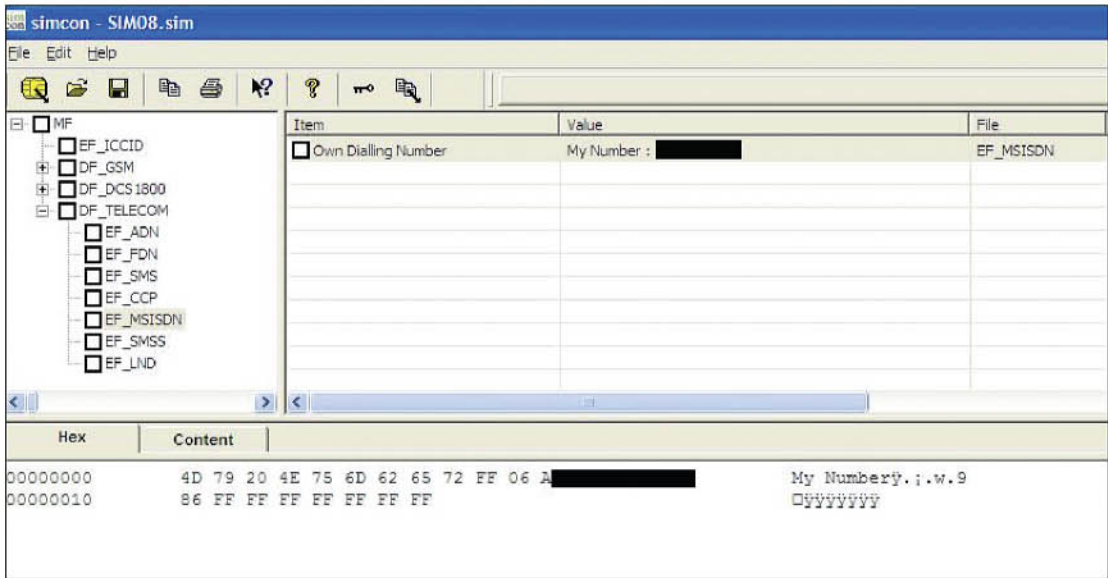 simcon - SIM08.sim
File Edit Help
MF
EF_ICCID
DF_GSM
DF_DCS1800
DF_TELECOM
EF_ADN
EF_FDN
EF_SMS
EF_CCP
EF_MSISDN
EF_SMSS
EF_LND
Item Value File
Own Dialling Number My Number : EF_MSISDN
Hex Content
00000000 4D 79 20 4E 75 6D 62 65 72 FF 06 A My Numberÿ.;.w.9
00000010 86 FF FF FF FF FF FF FF □ÿÿÿÿÿÿÿ